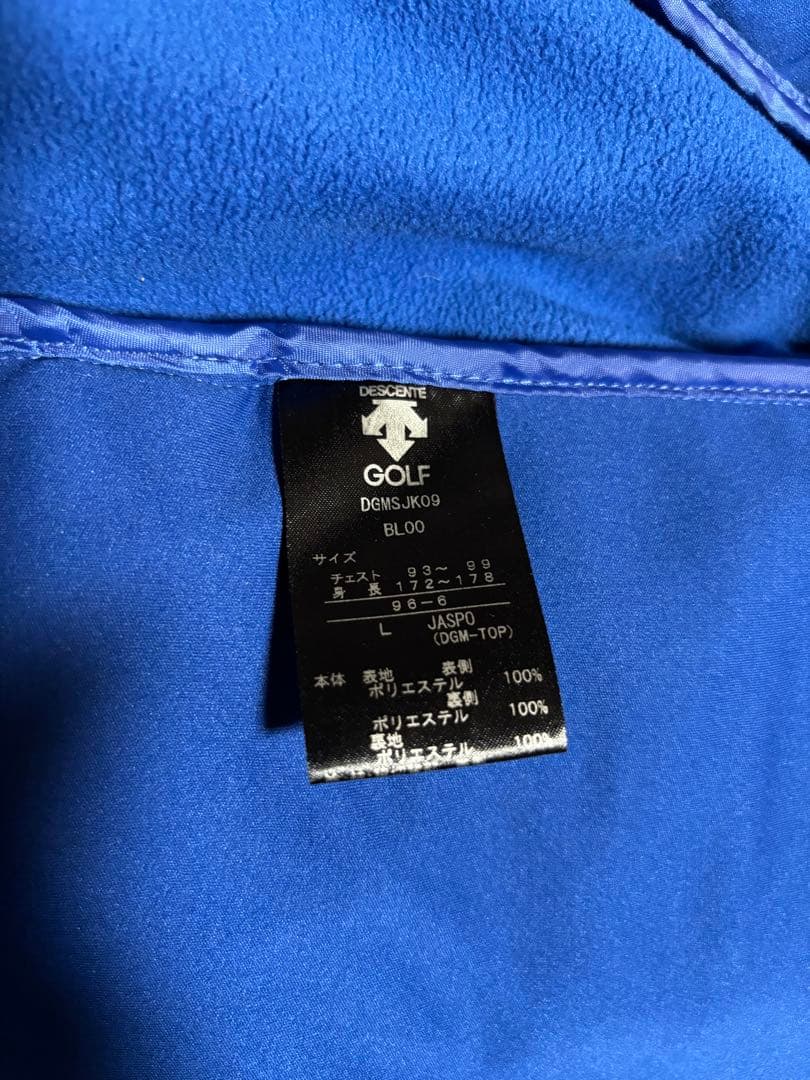 DESCENTE
GOLF
DGMSJK09
BL00
サイズ
チェスト 93~ 99
身 長 172~178
96-6
L JASPO
(DGM-TOP)
本体 表地 表側
ポリエステル 100%
裏側
ポリエステル 100%
裏地
ポリエステル 100%